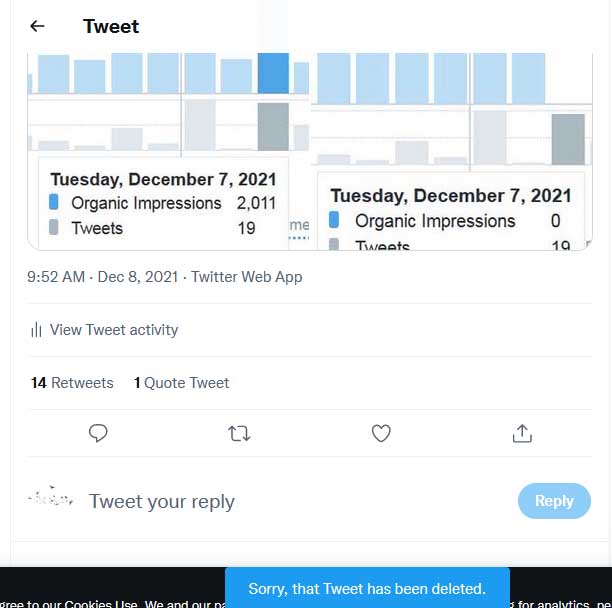 Tweet
Tuesday, December 7, 2021
Organic Impressions 2,011
Tweets 19
me
Tuesday, December 7, 2021
Organic Impressions 0
Tweets 19
9:52 AM · Dec 8, 2021 · Twitter Web App
View Tweet activity
14 Retweets 1 Quote Tweet
Tweet your reply
Reply
Sorry, that Tweet has been deleted.
gree to our Cookies Use. We and our pa
g for analytics, pe